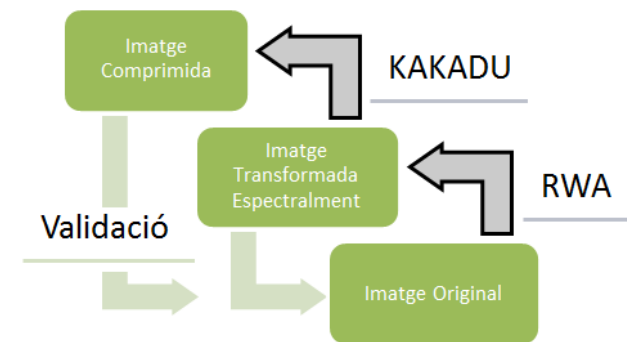 Imatge
Comprimida
KAKADU
Imatge
Transformada
Espectralment
RWA
Validació
Imatge Original